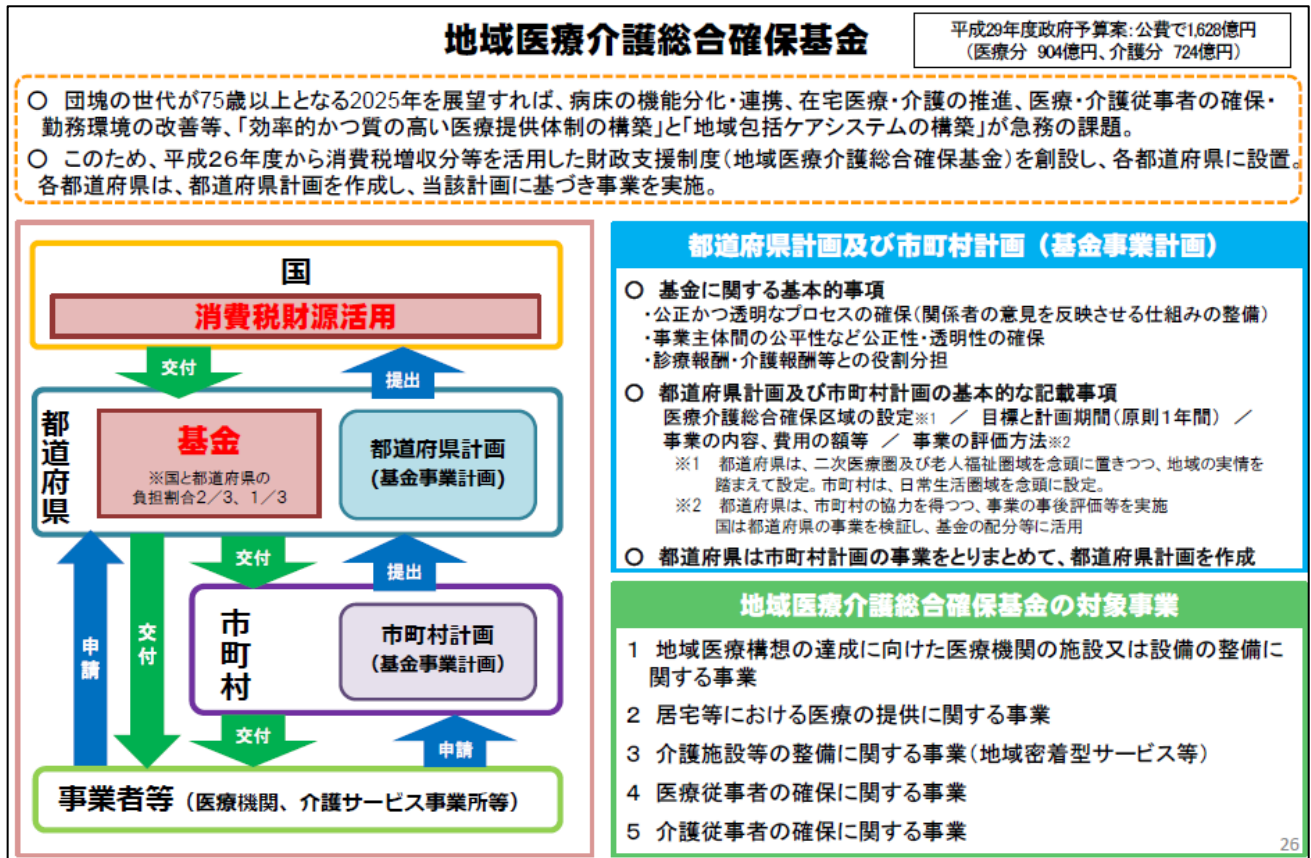 地域医療介護総合確保基金
平成29年度政府予算案:公費で1,628億円
（医療分 904億円、介護分 724億円）
○ 団塊の世代が75歳以上となる2025年を展望すれば、病床の機能分化・連携、在宅医療・介護の推進、医療・介護従事者の確保・
勤務環境の改善等、「効率的かつ質の高い医療提供体制の構築」と「地域包括ケアシステムの構築」が急務の課題。
○ このため、平成26年度から消費税増収分等を活用した財政支援制度(地域医療介護総合確保基金)を創設し、各都道府県に設置。
各都道府県は、都道府県計画を作成し、当該計画に基づき事業を実施。
国
消費税財源活用
交付
提出
都道府県
基金
※国と都道府県の
負担割合2／3、1／3
都道府県計画
(基金事業計画)
申請
交付
交付
提出
市町村
市町村計画
(基金事業計画)
交付
申請
事業者等（医療機関、介護サービス事業所等）
都道府県計画及び市町村計画（基金事業計画）
○ 基金に関する基本的事項
・公正かつ透明なプロセスの確保(関係者の意見を反映させる仕組みの整備)
・事業主体間の公平性など公正性・透明性の確保
・診療報酬・介護報酬等との役割分担
○ 都道府県計画及び市町村計画の基本的な記載事項
医療介護総合確保区域の設定※1 ／ 目標と計画期間(原則1年間) ／
事業の内容、費用の額等 ／ 事業の評価方法※2
※1 都道府県は、二次医療圏及び老人福祉圏域を念頭に置きつつ、地域の実情を
踏まえて設定。市町村は、日常生活圏域を念頭に設定。
※2 都道府県は、市町村の協力を得つつ、事業の事後評価等を実施
国は都道府県の事業を検証し、基金の配分等に活用
○ 都道府県は市町村計画の事業をとりまとめて、都道府県計画を作成
地域医療介護総合確保基金の対象事業
1 地域医療構想の達成に向けた医療機関の施設又は設備の整備に
関する事業
2 居宅等における医療の提供に関する事業
3 介護施設等の整備に関する事業(地域密着型サービス等)
4 医療従事者の確保に関する事業
5 介護従事者の確保に関する事業
26